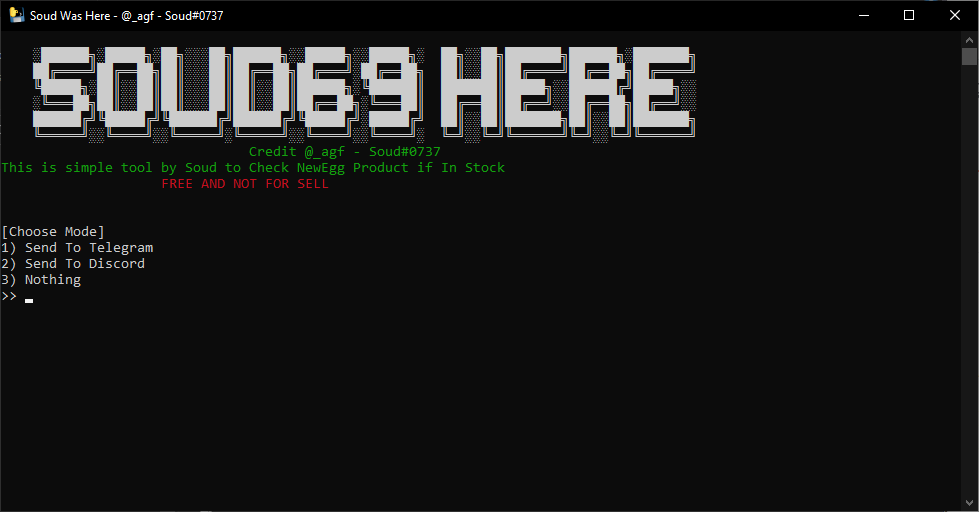 Soud Was Here - @_agf - Soud#0737
SOUD69 HERE
Credit @_agf - Soud#0737
This is simple tool by Soud to Check NewEgg Product if In Stock
FREE AND NOT FOR SELL
[Choose Mode]
1) Send To Telegram
2) Send To Discord
3) Nothing
>>